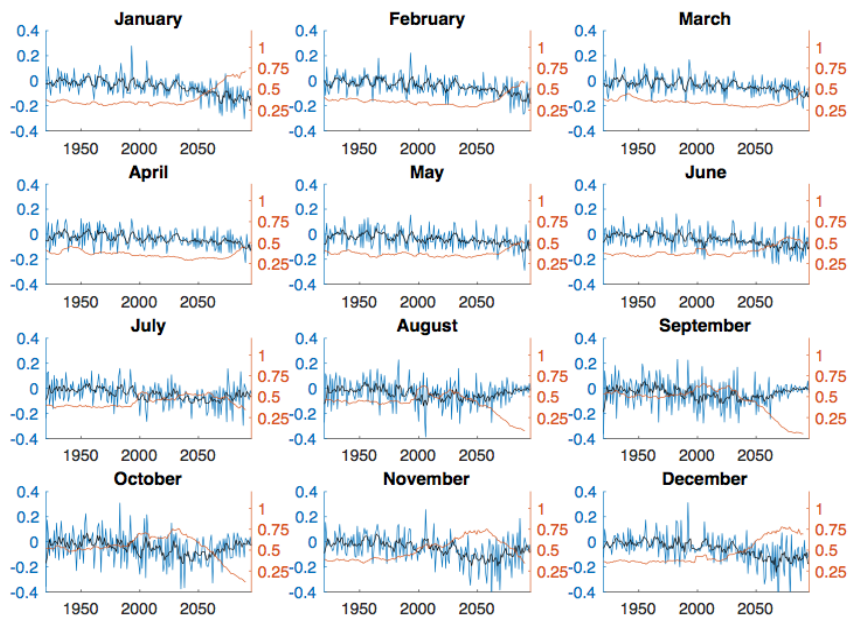 January February March
0.4 0.4 0.4
0.2 1 0.2 1 0.2 1
0 0.75 0 0.75 0 0.75
-0.2 0.5 -0.2 0.5 -0.2 0.5
-0.4 0.25 -0.4 0.25 -0.4 0.25
1950 2000 2050 1950 2000 2050 1950 2000 2050
April May June
0.4 0.4 0.4
0.2 1 0.2 1 0.2 1
0 0.75 0 0.75 0 0.75
-0.2 0.5 -0.2 0.5 -0.2 0.5
-0.4 0.25 -0.4 0.25 -0.4 0.25
1950 2000 2050 1950 2000 2050 1950 2000 2050
July August September
0.4 0.4 0.4
0.2 1 0.2 1 0.2 1
0 0.75 0 0.75 0 0.75
-0.2 0.5 -0.2 0.5 -0.2 0.5
-0.4 0.25 -0.4 0.25 -0.4 0.25
1950 2000 2050 1950 2000 2050 1950 2000 2050
October November December
0.4 0.4 0.4
0.2 1 0.2 1 0.2 1
0 0.75 0 0.75 0 0.75
-0.2 0.5 -0.2 0.5 -0.2 0.5
-0.4 0.25 -0.4 0.25 -0.4 0.25
1950 2000 2050 1950 2000 2050 1950 2000 2050